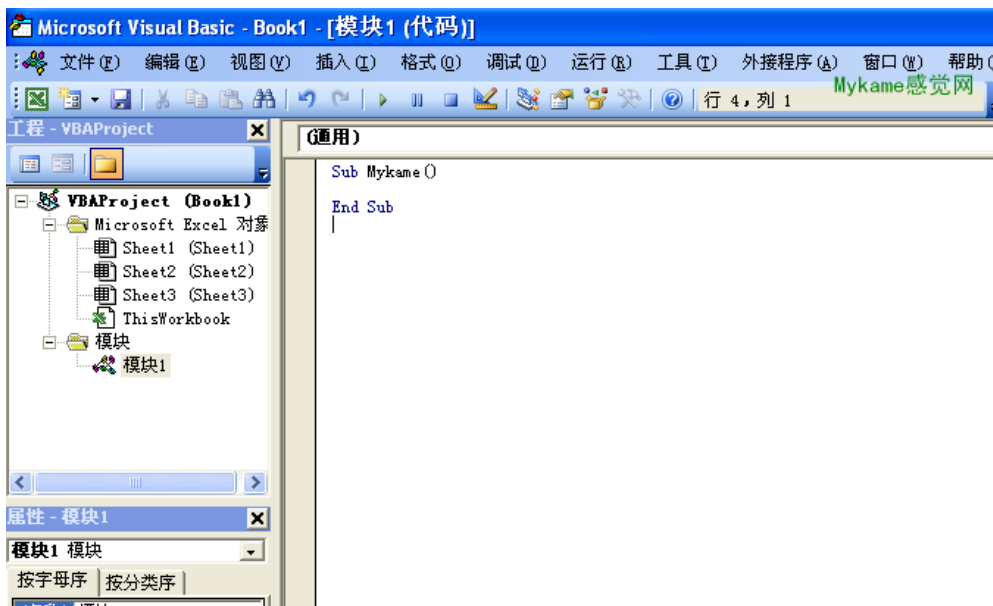 Microsoft Visual Basic - Book1 - [模块1 (代码)]
文件(F) 编辑(E) 视图(V) 插入(I) 格式(O) 调试(D) 运行(R) 工具(T) 外接程序(A) 窗口(W) 帮助(
行 4，列 1
Mykame感觉网
工程 - VBAProject
(通用)
Sub Mykame()
End Sub
VBAProject (Book1)
Microsoft Excel 对象
Sheet1 (Sheet1)
Sheet2 (Sheet2)
Sheet3 (Sheet3)
ThisWorkbook
模块
模块1
属性 - 模块1
模块1 模块
按字母序 按分类序